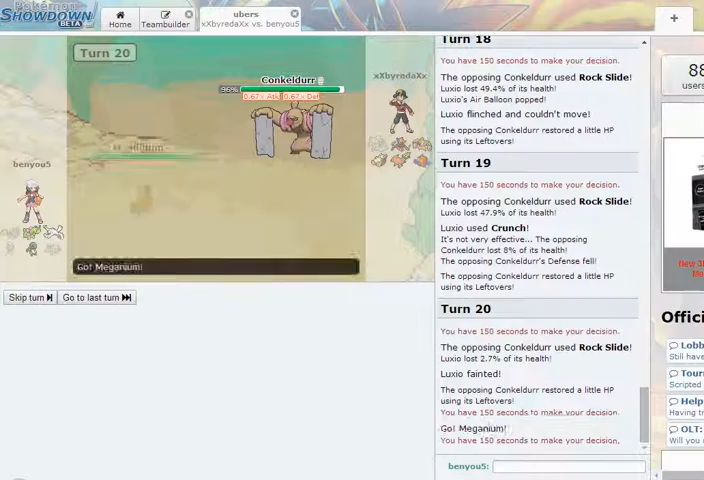 Pokémon
SHOWDOWN
BETA
Home
Teambuilder
ubers
xXbyredaXx vs. benyou5
+
Turn 20
Conkeldurr
96%
0.67× Atk 0.67× Def
xXbyredaXx
benyou5
Go! Meganium!
Skip turn
Go to last turn
Turn 18
You have 150 seconds to make your decision.
The opposing Conkeldurr used Rock Slide!
Luxio lost 49.4% of its health!
Luxio's Air Balloon popped!
Luxio flinched and couldn't move!
The opposing Conkeldurr restored a little HP
using its Leftovers!
Turn 19
You have 150 seconds to make your decision.
The opposing Conkeldurr used Rock Slide!
Luxio lost 47.9% of its health!
Luxio used Crunch!
It's not very effective... The opposing
Conkeldurr lost 8% of its health!
The opposing Conkeldurr's Defense fell!
The opposing Conkeldurr restored a little HP
using its Leftovers!
Turn 20
You have 150 seconds to make your decision.
The opposing Conkeldurr used Rock Slide!
Luxio lost 2.7% of its health!
Luxio fainted!
The opposing Conkeldurr restored a little HP
using its Leftovers!
You have 150 seconds to make your decision.
Go! Meganium!
You have 150 seconds to make your decision.
benyou5:
88
users
New 3
Offici
Lobb
Still have
Tour
Scripted
Help
Having tr
OLT:
Will you